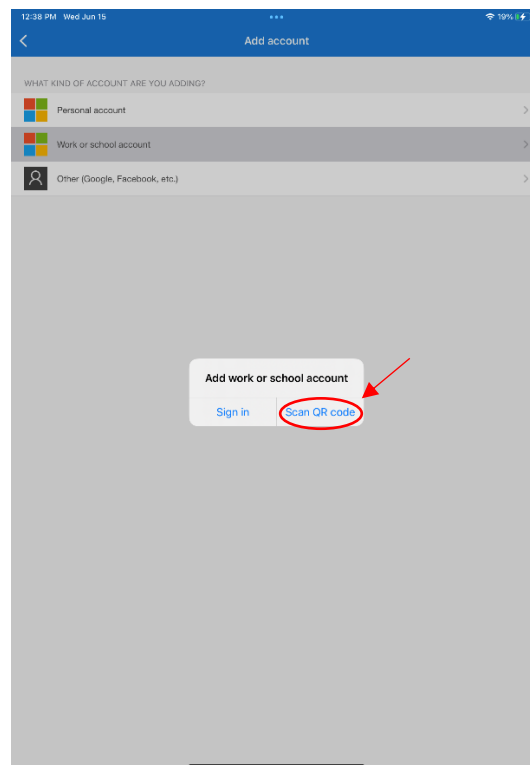 12:38 PM Wed Jun 15 19%
Add account
WHAT KIND OF ACCOUNT ARE YOU ADDING?
Personal account
Work or school account
Other (Google, Facebook, etc.)
Add work or school account
Sign in Scan QR code